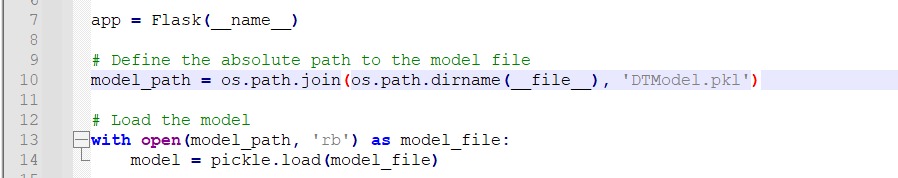 7 app = Flask(__name__)
8
9 # Define the absolute path to the model file
10 model_path = os.path.join(os.path.dirname(__file__), 'DTModel.pkl')
11
12 # Load the model
13 with open(model_path, 'rb') as model_file:
14     model = pickle.load(model_file)